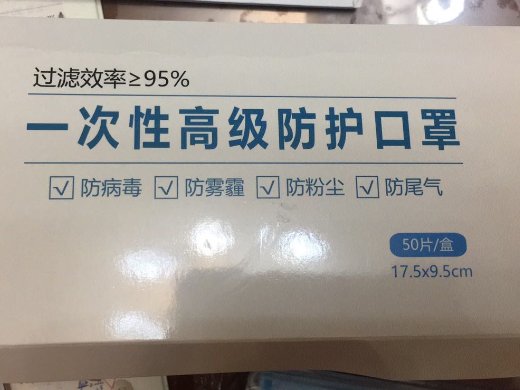 过滤效率≥95%
一次性高级防护口罩
☑防病毒 ☑防雾霾 ☑防粉尘 ☑防尾气
50片/盒
17.5x9.5cm